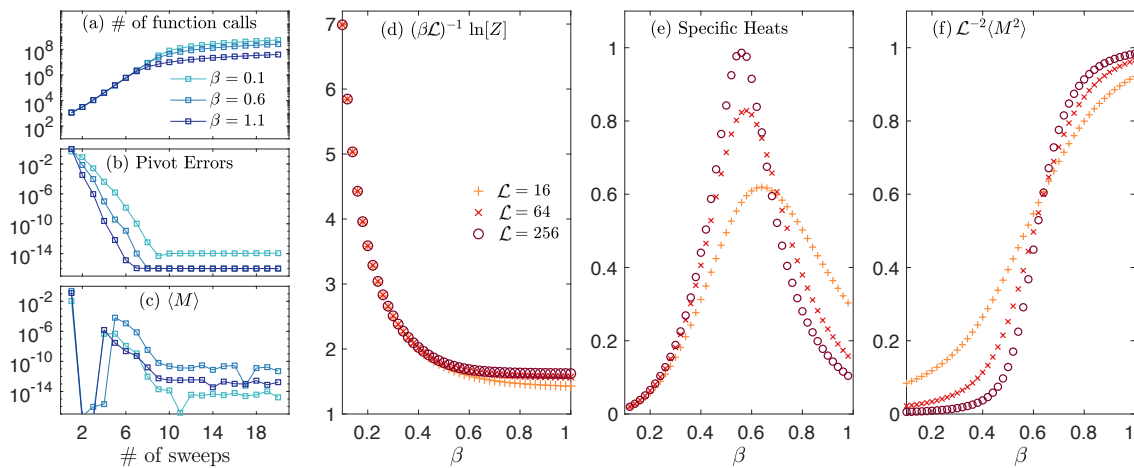 (a) # of function calls
10^8
10^6
10^4
10^2
β = 0.1
β = 0.6
β = 1.1
(b) Pivot Errors
10^-2
10^-6
10^-10
10^-14
(c) ⟨M⟩
10^-2
10^-6
10^-10
10^-14
2 6 10 14 18
# of sweeps
(d) (βℒ)^-1 ln[Z]
7
6
5
4
3
2
1
ℒ = 16
ℒ = 64
ℒ = 256
0.2 0.4 0.6 0.8 1
β
(e) Specific Heats
1
0.8
0.6
0.4
0.2
0
0.2 0.4 0.6 0.8 1
β
(f) ℒ^-2⟨M^2⟩
1
0.8
0.6
0.4
0.2
0
0.2 0.4 0.6 0.8 1
β